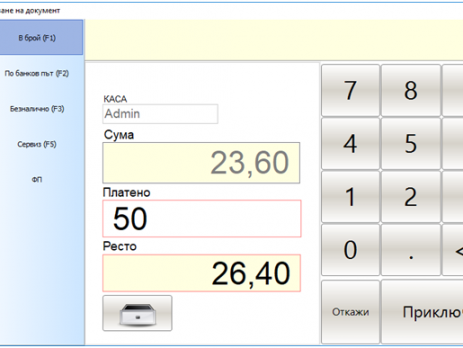 ане на документ
В брой (F1)
По банков път (F2)
Безналично (F3)
Сервиз (F5)
ФП
КАСА
Admin
Сума
23,60
Платено
50
Ресто
26,40
7 8
4 5
1 2
0 . <
Откажи Приключ